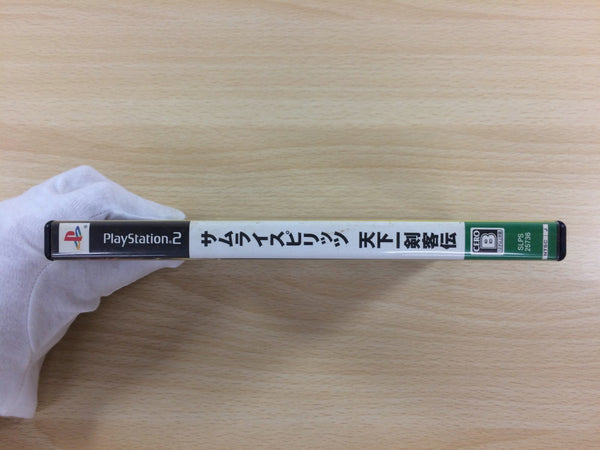 PlayStation.2
サムライスピリッツ 天下一剣客伝
CERO
B
SLPS
25736